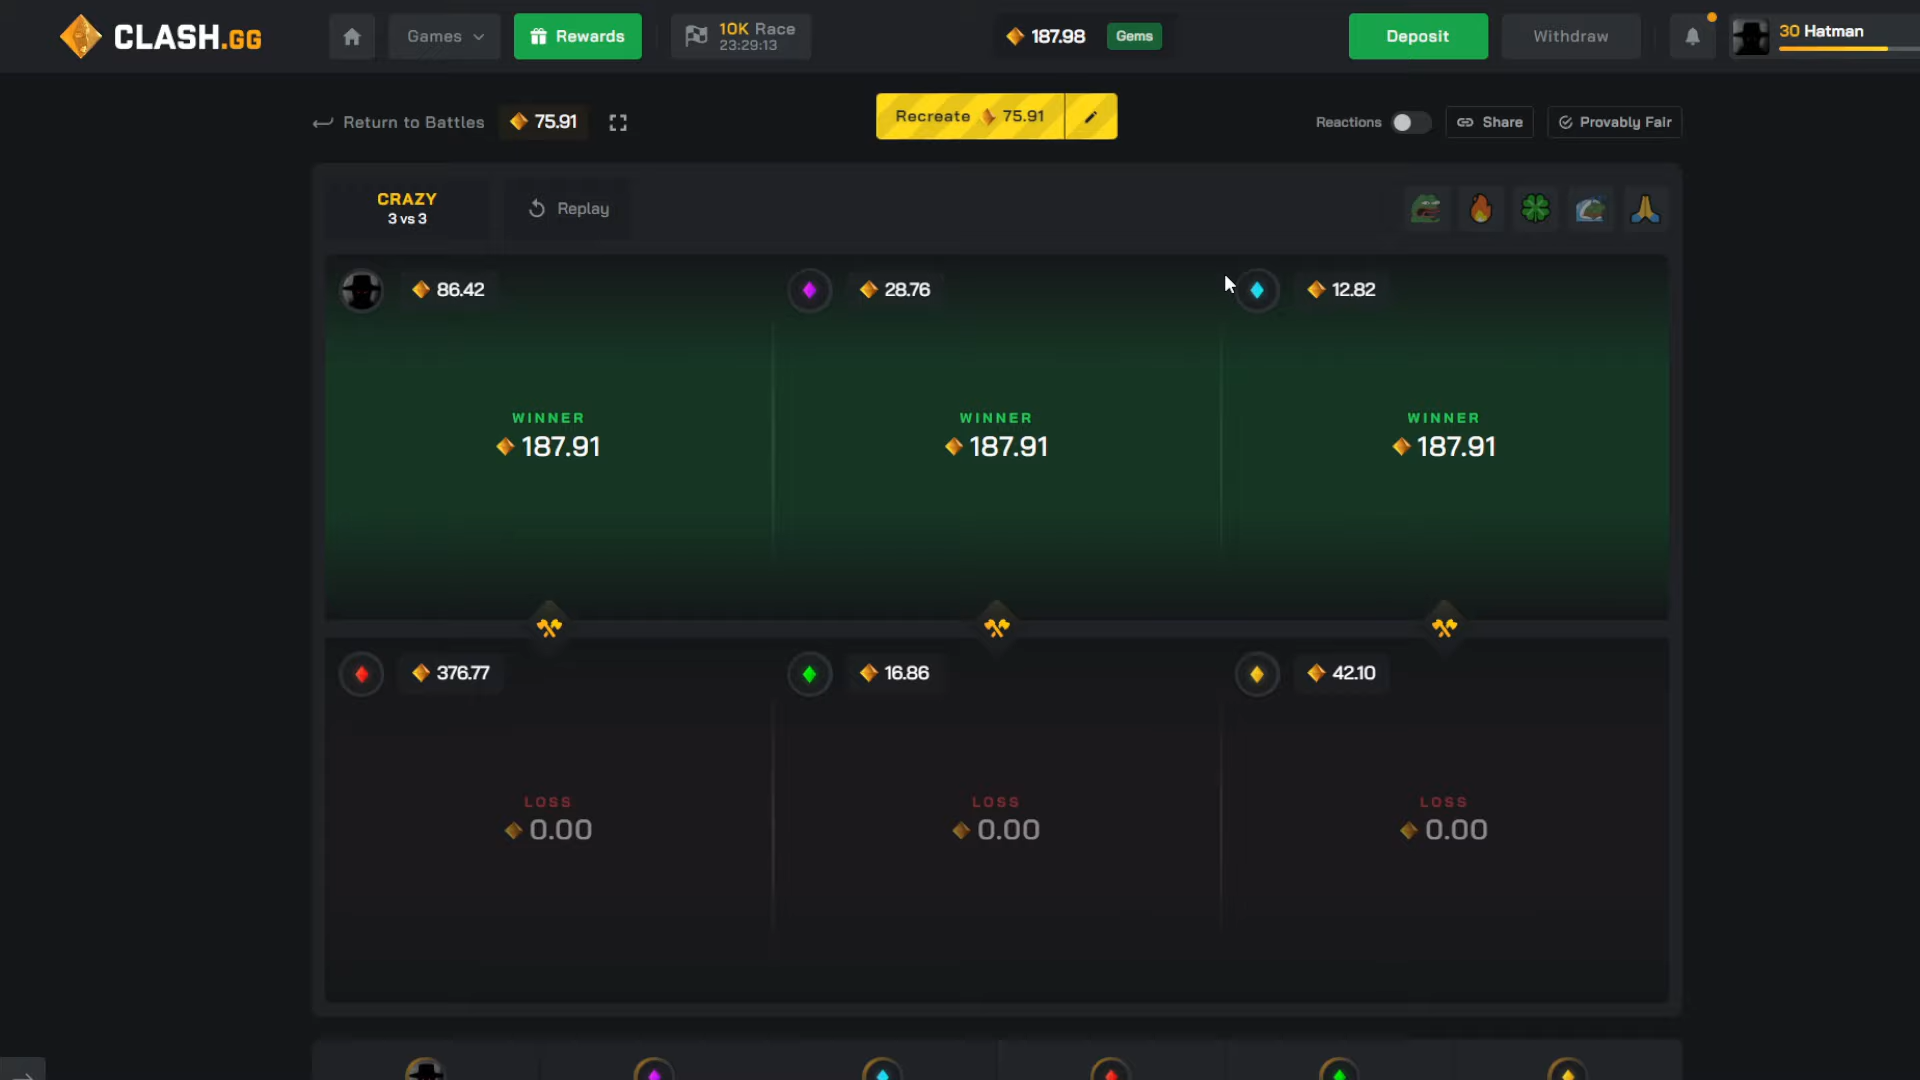 CLASH.GG
Games
Rewards
10K Race
23:29:13
187.98
Gems
Deposit
Withdraw
30 Hatman
Return to Battles
75.91
Recreate 75.91
Reactions
Share
Provably Fair
CRAZY
3 vs 3
Replay
86.42
28.76
12.82
WINNER
187.91
WINNER
187.91
WINNER
187.91
376.77
16.86
42.10
LOSS
0.00
LOSS
0.00
LOSS
0.00